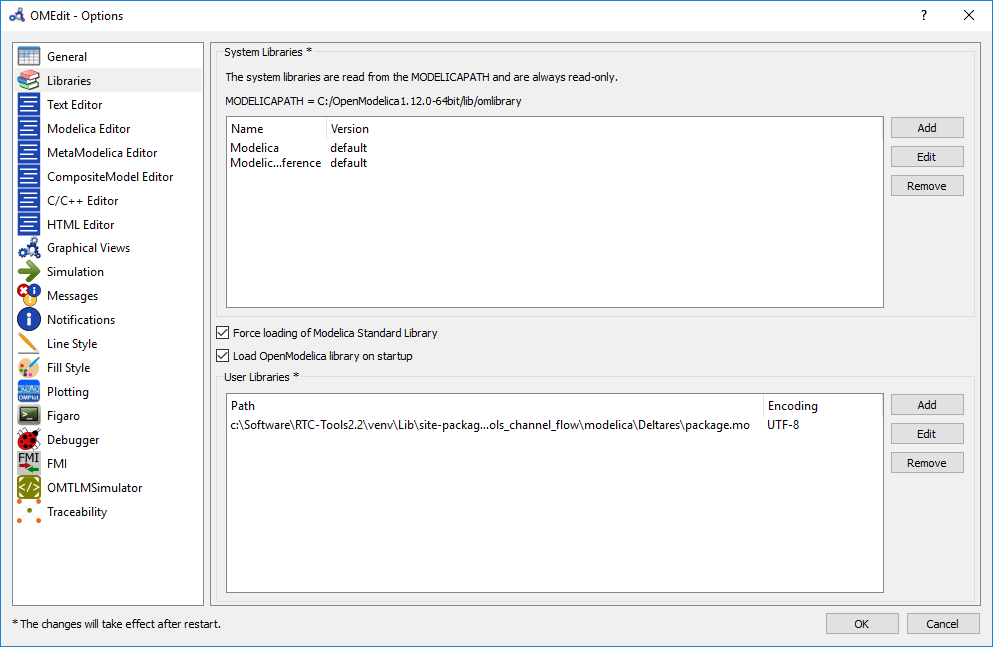 OMEdit - Options
?
General
Libraries
Text Editor
Modelica Editor
MetaModelica Editor
CompositeModel Editor
C/C++ Editor
HTML Editor
Graphical Views
Simulation
Messages
Notifications
Line Style
Fill Style
OMPlot
Plotting
Figaro
Debugger
FMI
FMI
OMTLMSimulator
Traceability
System Libraries *
The system libraries are read from the MODELICAPATH and are always read-only.
MODELICAPATH = C:/OpenModelica1.12.0-64bit/lib/omlibrary
Name Version
Modelica default
Modelic...ference default
Add
Edit
Remove
Force loading of Modelica Standard Library
Load OpenModelica library on startup
User Libraries *
Path Encoding
c:\Software\RTC-Tools2.2\venv\Lib\site-packag...ols_channel_flow\modelica\Deltares\package.mo UTF-8
Add
Edit
Remove
* The changes will take effect after restart.
OK Cancel